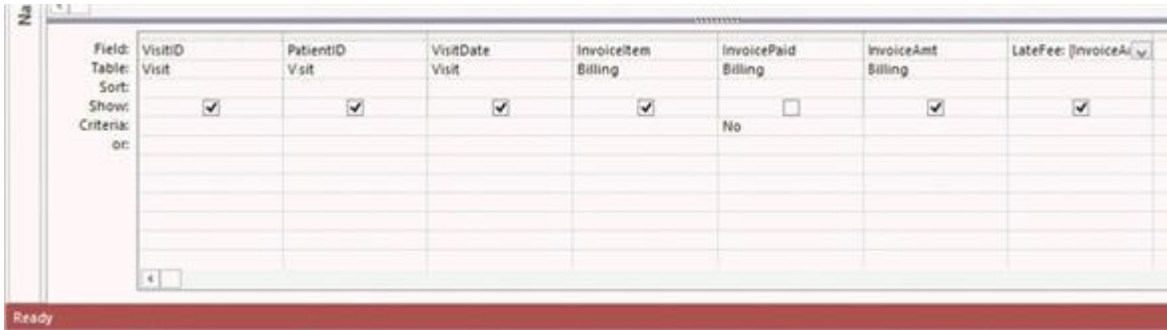 Na
Field: VisitID PatientID VisitDate InvoiceItem InvoicePaid InvoiceAmt LateFee: [InvoiceA
Table: Visit Visit Visit Billing Billing Billing
Sort:
Show:
Criteria: No
or:
Ready